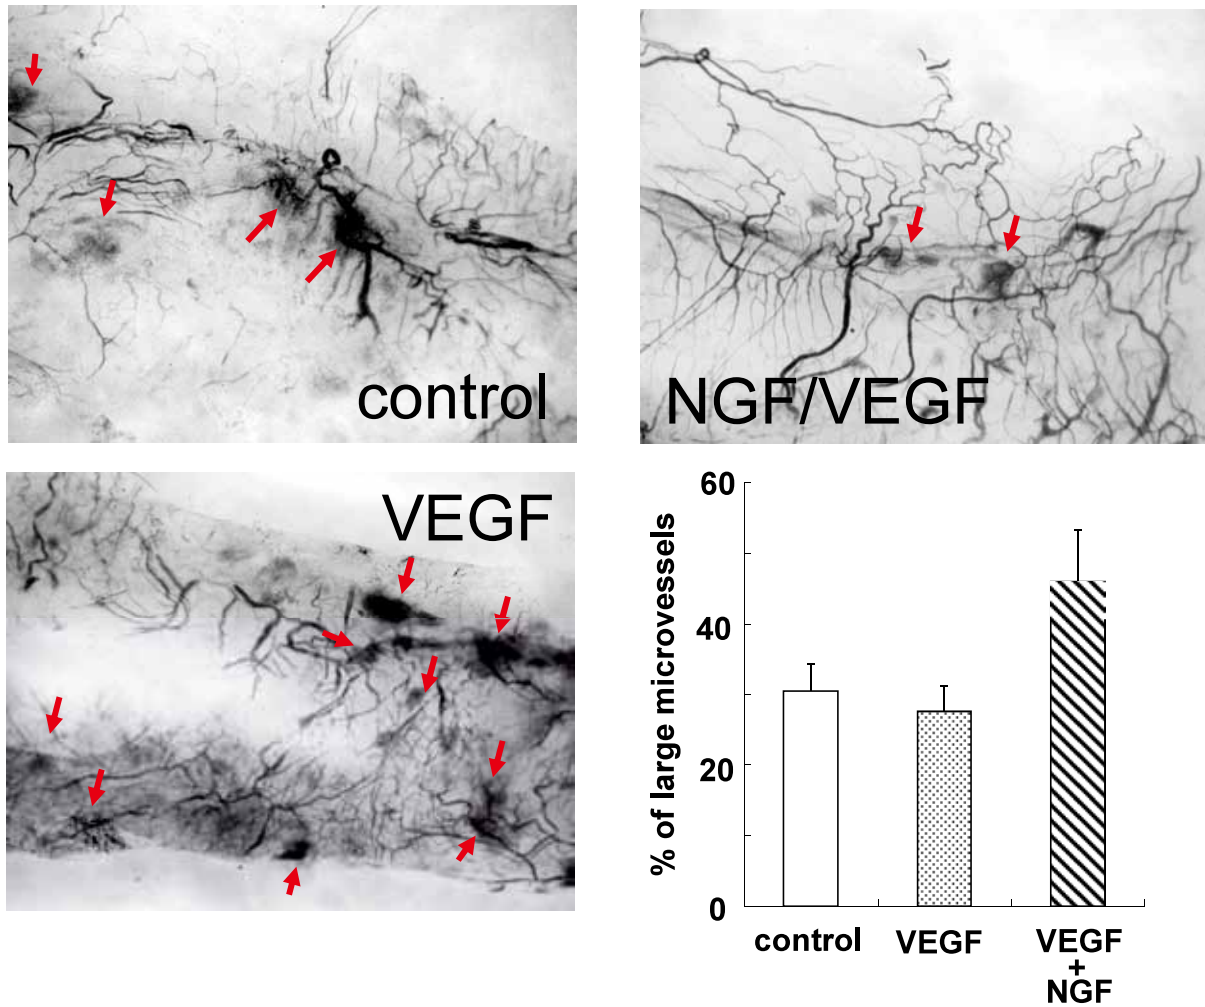 control
NGF/VEGF
VEGF
% of large microvessels
60
40
20
0
control
VEGF
VEGF
+
NGF